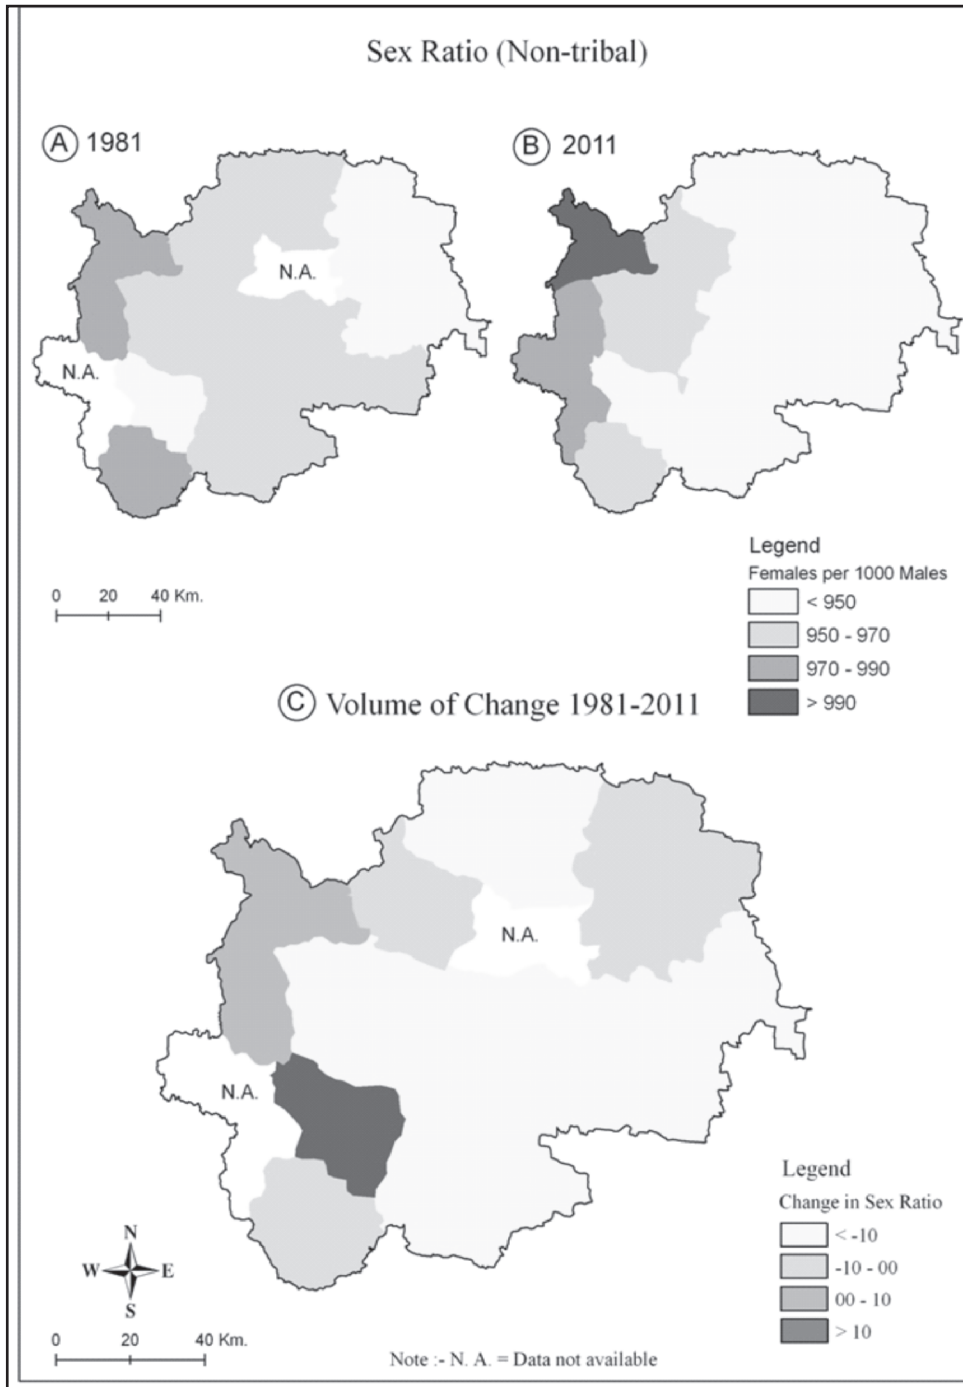 Sex Ratio (Non-tribal)
A 1981
B 2011
N.A.
N.A.
Legend
Females per 1000 Males
< 950
950 - 970
970 - 990
> 990
0 20 40 Km.
C Volume of Change 1981-2011
N.A.
N.A.
Legend
Change in Sex Ratio
< -10
-10 - 00
00 - 10
> 10
N
W E
S
0 20 40 Km.
Note :- N. A. = Data not available